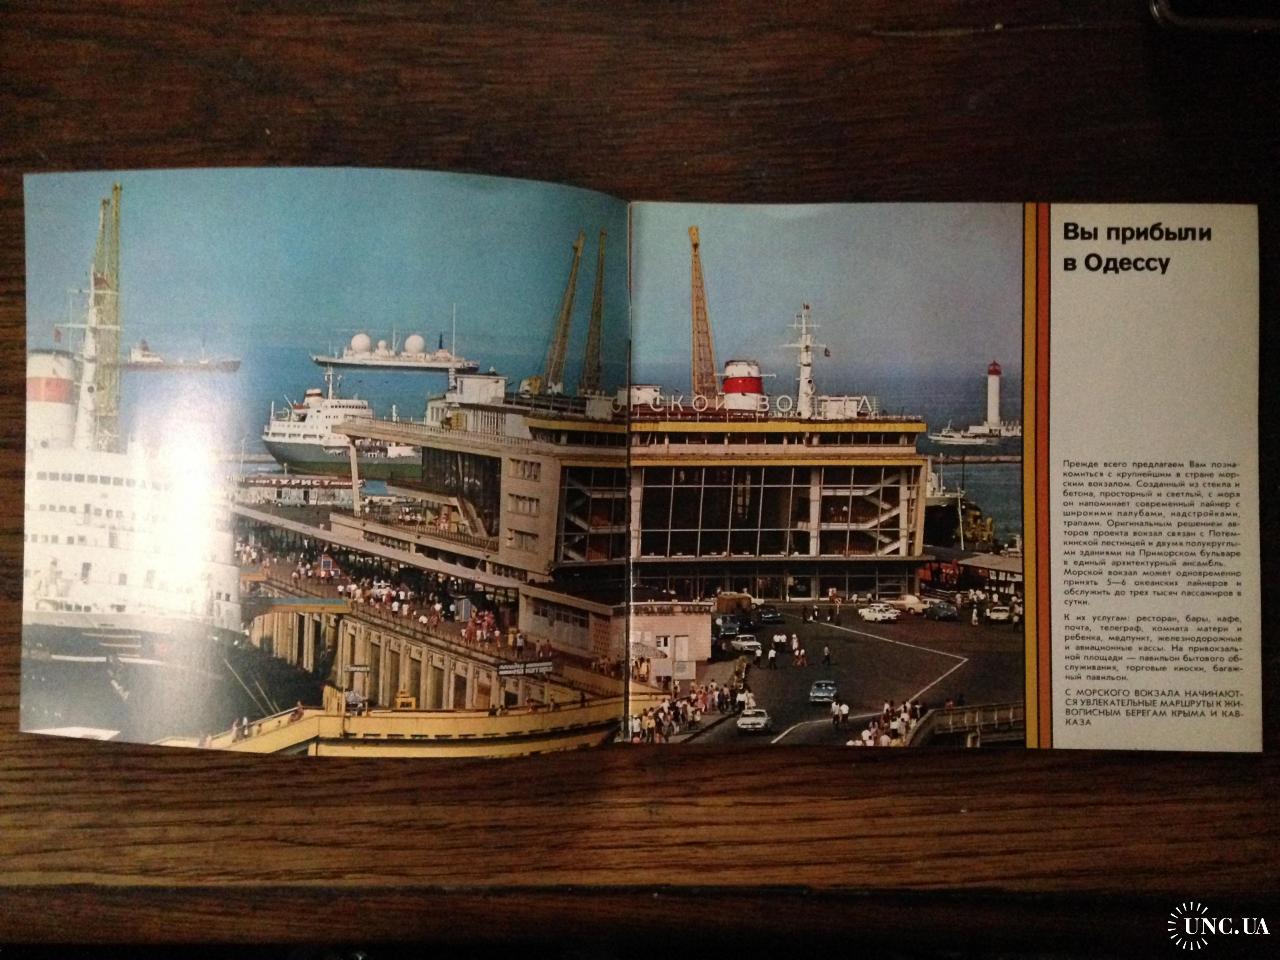 ТУРИСТ
ОРСКОЙ ВОКЗАЛ
Вы прибыли
в Одессу
Прежде всего предлагаем Вам позна-
комиться с крупнейшим в стране мор-
ским вокзалом. Созданный из стекла и
бетона, просторный и светлый, с моря
он напоминает современный лайнер с
широкими палубами, надстройками,
трапами. Оригинальным решением ав-
торов проекта вокзал связан с Потем-
кинской лестницей и двумя полукруглы-
ми зданиями на Приморском бульваре
в единый архитектурный ансамбль.
Морской вокзал может одновременно
принять 5—6 океанских лайнеров и
обслужить до трех тысяч пассажиров в
сутки.
К их услугам: ресторан, бары, кафе,
почта, телеграф, комната матери и
ребенка, медпункт, железнодорожные
и авиационные кассы. На привокзаль-
ной площади — павильон бытового об-
служивания, торговые киоски, багаж-
ный павильон.
С МОРСКОГО ВОКЗАЛА НАЧИНАЮТ-
СЯ УВЛЕКАТЕЛЬНЫЕ МАРШРУТЫ К ЖИ-
ВОПИСНЫМ БЕРЕГАМ КРЫМА И КАВ-
КАЗА
UNC.UA